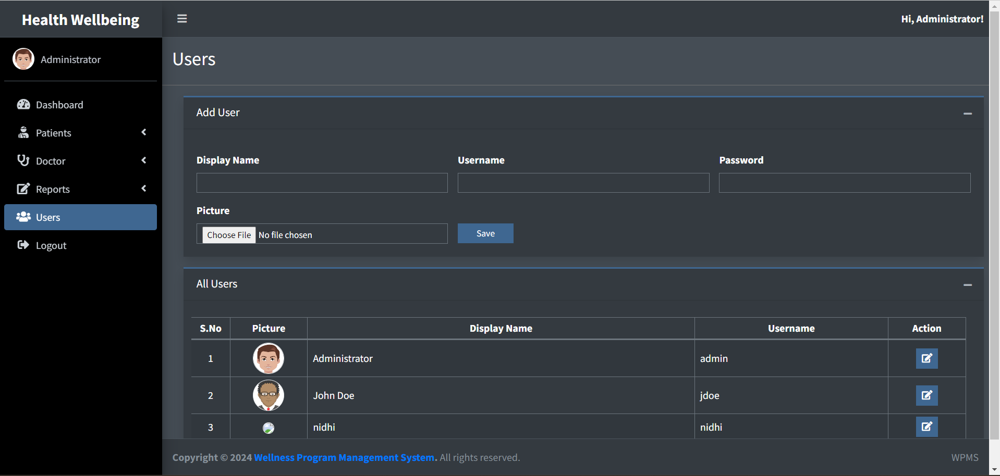 Health Wellbeing
Hi, Administrator!
Administrator
Dashboard
Patients
Doctor
Reports
Users
Logout
Users
Add User
Display Name
Username
Password
Picture
Choose File No file chosen
Save
All Users
S.No Picture Display Name Username Action
1 Administrator admin
2 John Doe jdoe
3 nidhi nidhi
Copyright © 2024 Wellness Program Management System. All rights reserved.
WPMS